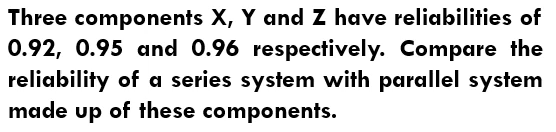 Three components X, Y and Z have reliabilities of
0.92, 0.95 and 0.96 respectively. Compare the
reliability of a series system with parallel system
made up of these components.